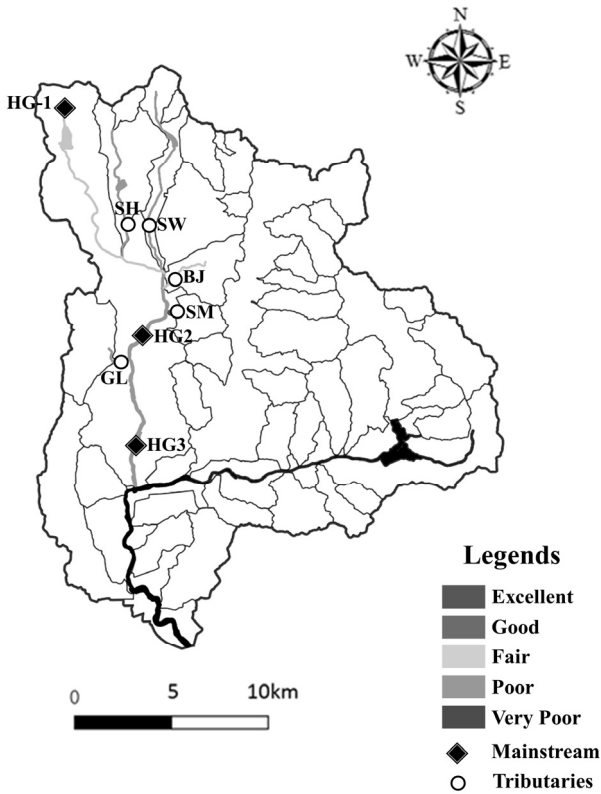 N
W E
S
HG-1
SH
SW
BJ
SM
HG2
GL
HG3
Legends
Excellent
Good
Fair
Poor
Very Poor
Mainstream
Tributaries
0 5 10km